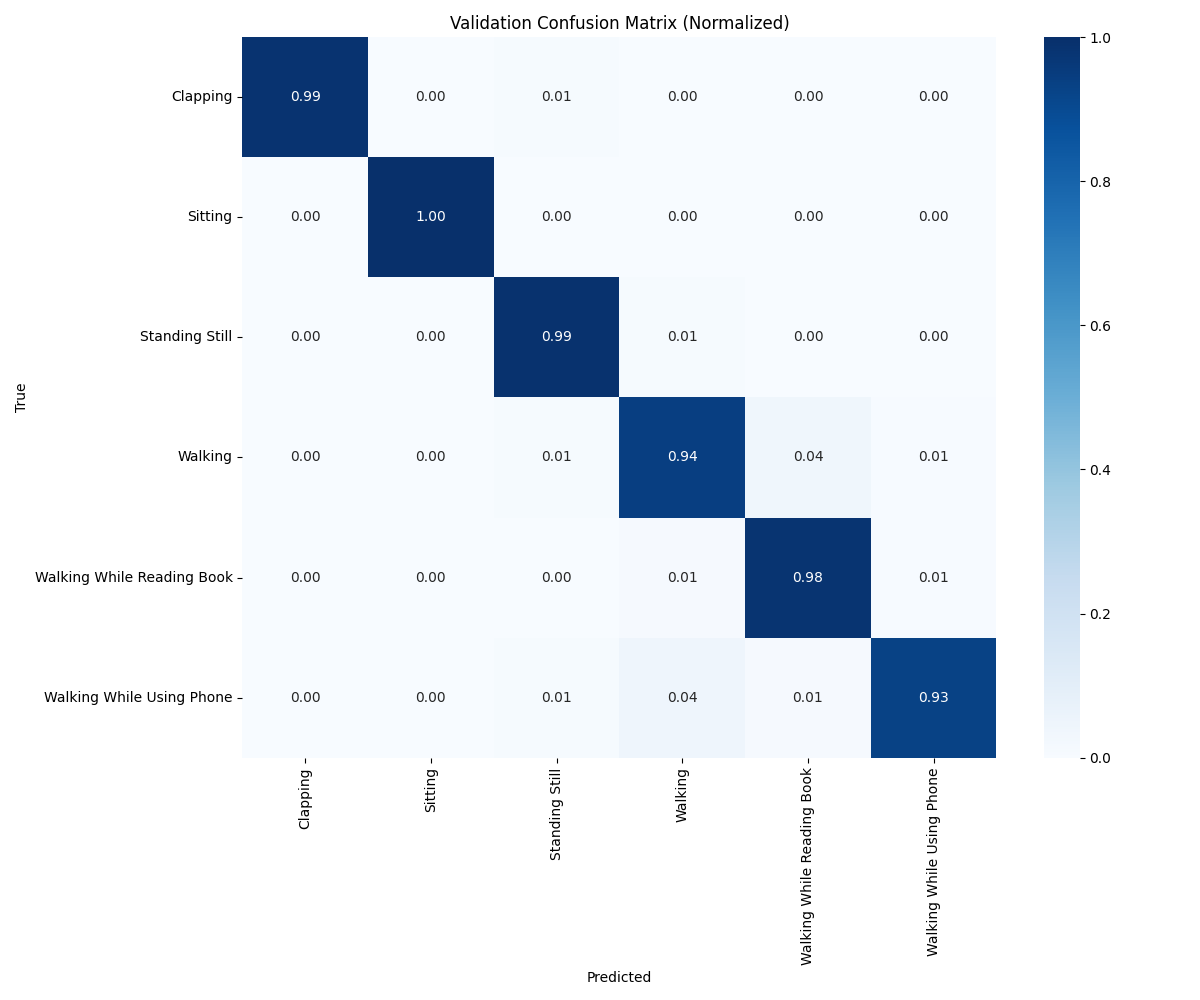 Validation Confusion Matrix (Normalized)
Clapping 0.99 0.00 0.01 0.00 0.00 0.00
Sitting 0.00 1.00 0.00 0.00 0.00 0.00
Standing Still 0.00 0.00 0.99 0.01 0.00 0.00
Walking 0.00 0.00 0.01 0.94 0.04 0.01
Walking While Reading Book 0.00 0.00 0.00 0.01 0.98 0.01
Walking While Using Phone 0.00 0.00 0.01 0.04 0.01 0.93
True
Clapping
Sitting
Standing Still
Walking
Walking While Reading Book
Walking While Using Phone
Predicted
1.0
0.8
0.6
0.4
0.2
0.0